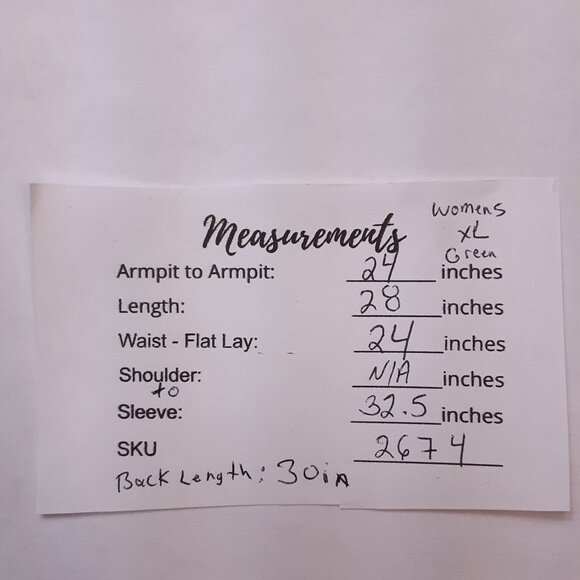 Womens
XL
Green
Measurements
Armpit to Armpit: 24 inches
Length: 28 inches
Waist - Flat Lay: 24 inches
Shoulder: N/A inches
to
Sleeve: 32.5 inches
SKU 2674
Back Length: 30in